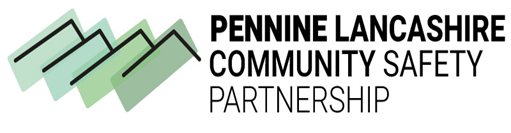 PENNINE LANCASHIRE
COMMUNITY SAFETY
PARTNERSHIP